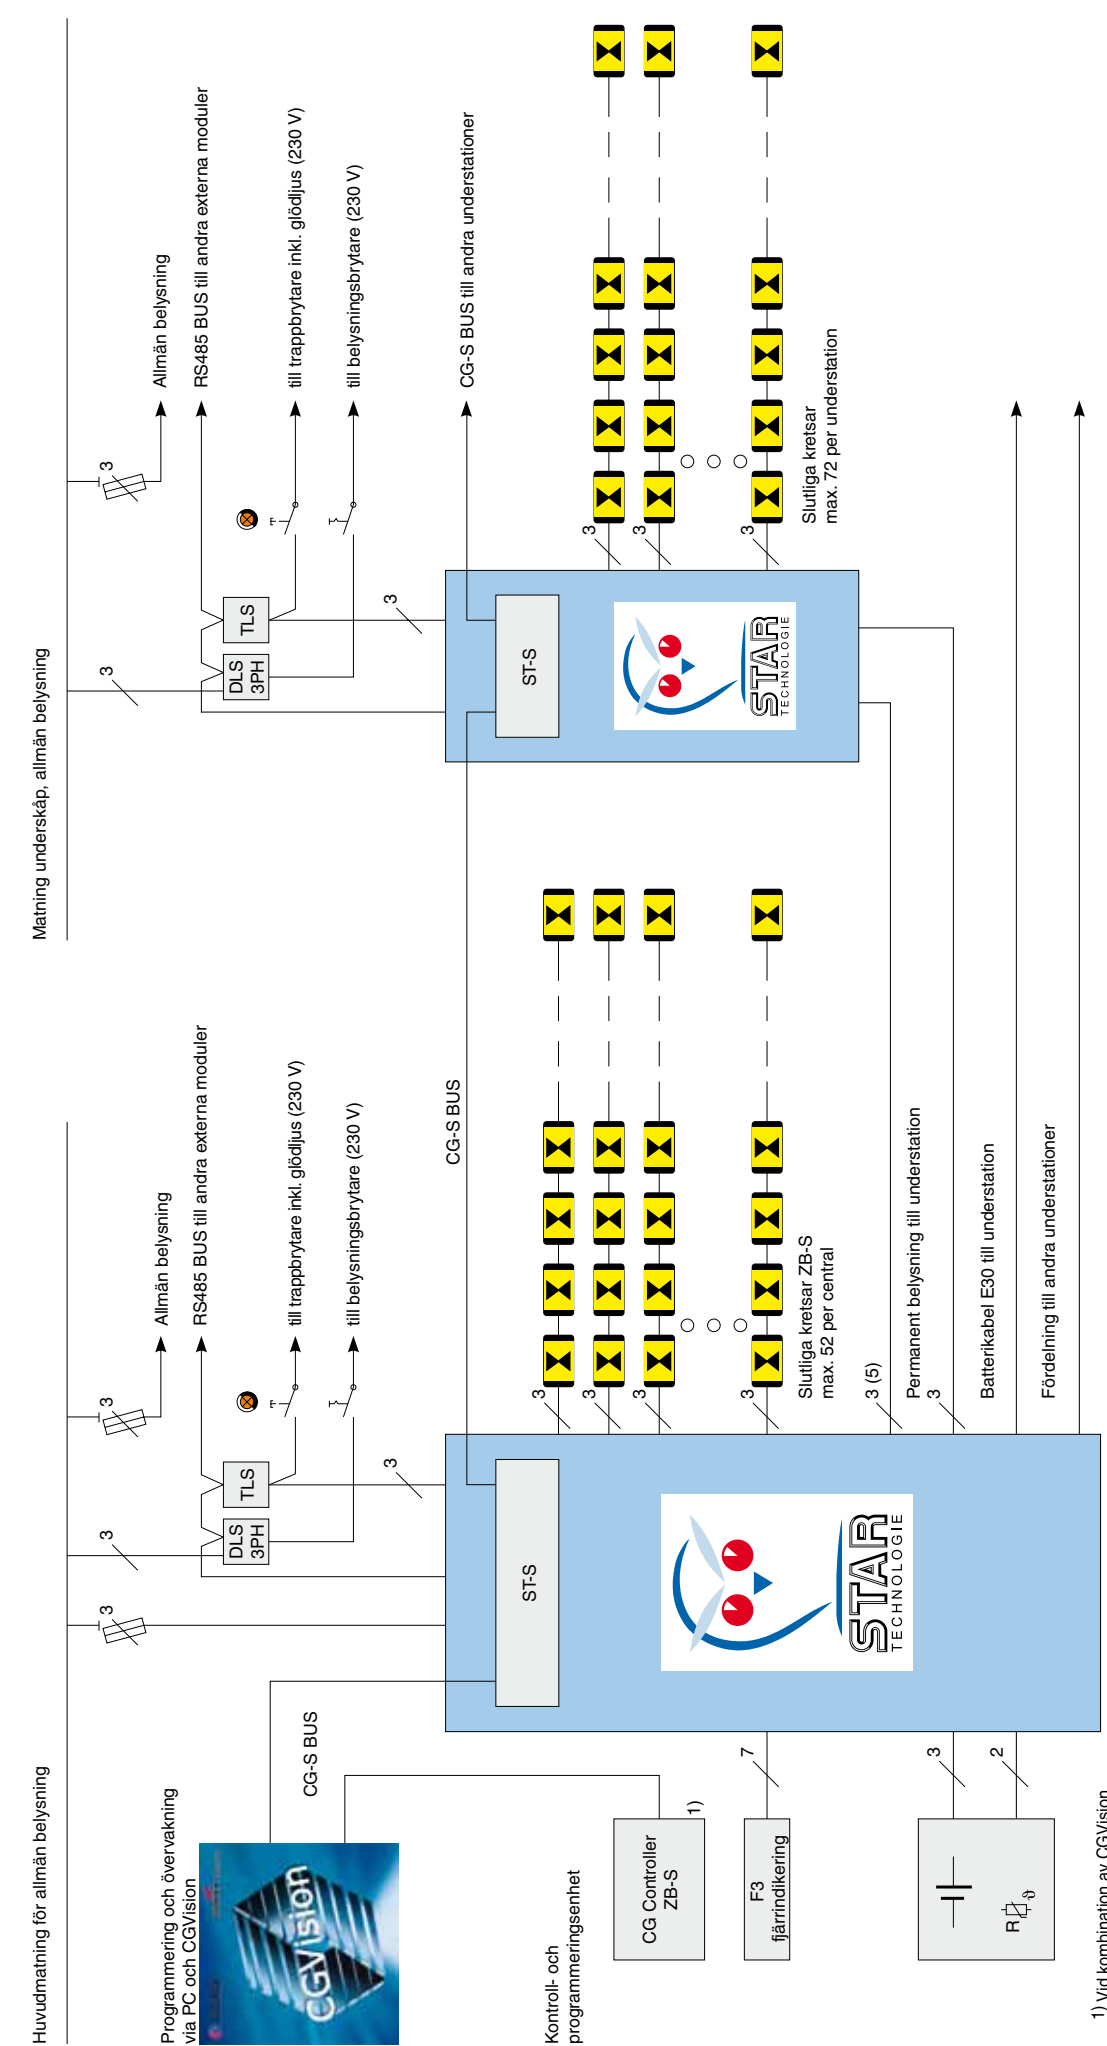 Huvudmatning för allmän belysning
Programmering och övervakning
via PC och CGVision
CGVision
CG-S BUS
Kontroll- och
programmeringsenhet
CG Controller
ZB-S
1)
F3
fjärrindikering
7
R
ϑ
3
2
1) Vid kombination av CGVision
3
3
3
DLS
3PH
TLS
3
Allmän belysning
RS485 BUS till andra externa moduler
till trappbrytare inkl. glödljus (230 V)
till belysningsbrytare (230 V)
ST-S
STAR
TECHNOLOGIE
CG-S BUS
3
3
3
3
Slutliga kretsar ZB-S
max. 52 per central
3 (5)
Permanent belysning till understation
3
Batterikabel E30 till understation
Fördelning till andra understationer
Matning underskåp, allmän belysning
3
3
DLS
3PH
TLS
3
Allmän belysning
RS485 BUS till andra externa moduler
till trappbrytare inkl. glödljus (230 V)
till belysningsbrytare (230 V)
CG-S BUS till andra understationer
ST-S
STAR
TECHNOLOGIE
3
3
3
Slutliga kretsar
max. 72 per understation